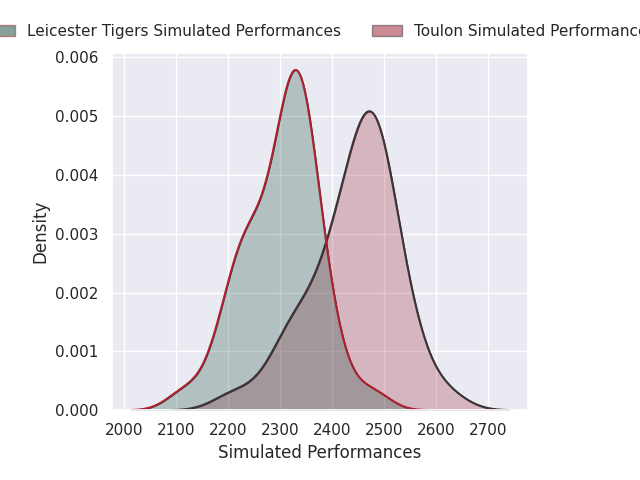 Leicester Tigers Simulated Performances Toulon Simulated Performance
0.006
0.005
0.004
0.003
0.002
0.001
0.000
Density
2000 2100 2200 2300 2400 2500 2600 2700
Simulated Performances